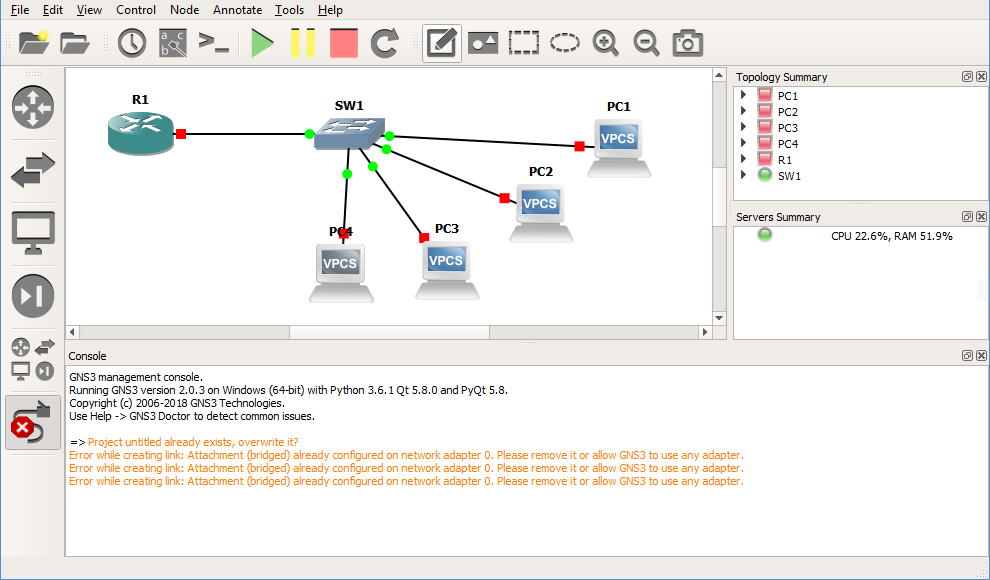 File Edit View Control Node Annotate Tools Help
a c
b
Topology Summary
R1
SW1
PC1
VPCS
PC2
VPCS
PC3
VPCS
PC4
VPCS
PC1
PC2
PC3
PC4
R1
SW1
Servers Summary
CPU 22.6%, RAM 51.9%
Console
GNS3 management console.
Running GNS3 version 2.0.3 on Windows (64-bit) with Python 3.6.1 Qt 5.8.0 and PyQt 5.8.
Copyright (c) 2006-2018 GNS3 Technologies.
Use Help -> GNS3 Doctor to detect common issues.
=> Project untitled already exists, overwrite it?
Error while creating link: Attachment (bridged) already configured on network adapter 0. Please remove it or allow GNS3 to use any adapter.
Error while creating link: Attachment (bridged) already configured on network adapter 0. Please remove it or allow GNS3 to use any adapter.
Error while creating link: Attachment (bridged) already configured on network adapter 0. Please remove it or allow GNS3 to use any adapter.